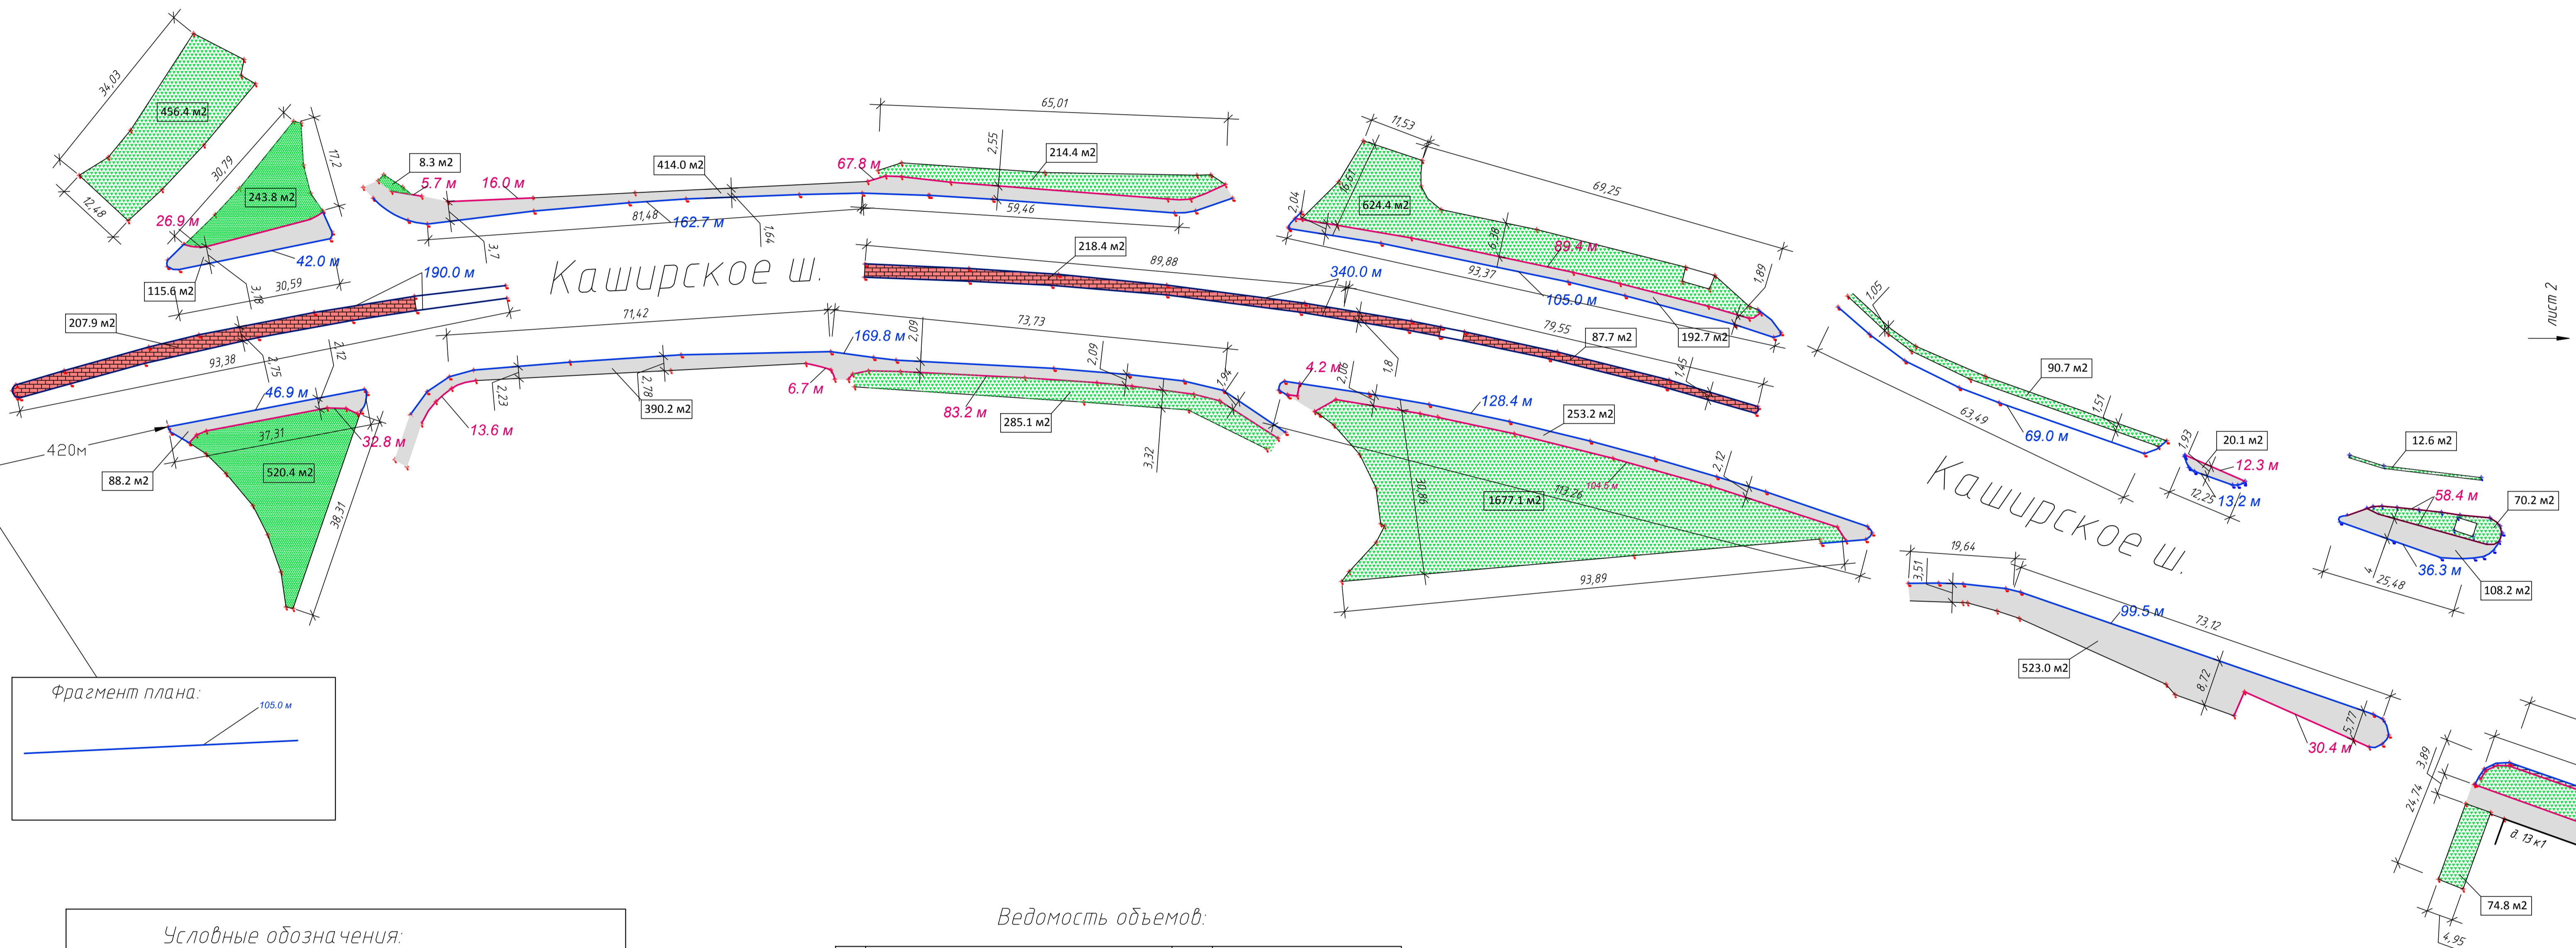 34,03
456.4 м2
12,48
30,79
17,2
243.8 м2
26.9 м
42.0 м
115.6 м2
3,18
30,59
190.0 м
207.9 м2
93,38
2,75
2,12
46.9 м
420м
37,31
32.8 м
88.2 м2
520.4 м2
38,31
8.3 м2
5.7 м
16.0 м
414.0 м2
67.8 м
65,01
2,55
214.4 м2
81,48
162.7 м
3,7
1,64
59,46
Каширское ш.
218.4 м2
89,88
340.0 м
71,42
73,73
169.8 м
2,09
2,09
1,94
2,23
2,78
390.2 м2
6.7 м
13.6 м
83.2 м
285.1 м2
3,32
11,53
69,25
2,04
16,61
624.4 м2
6,38
89.4 м
93,37
105.0 м
1,89
192.7 м2
79,55
87.7 м2
1,8
1,45
4.2 м
2,06
128.4 м
253.2 м2
2,12
30,86
104.5 м
113,26
1677.1 м2
93,89
1,05
90.7 м2
1,51
63,49
69.0 м
1,93
20.1 м2
12.3 м
12,25
13.2 м
Каширское ш.
12.6 м2
58.4 м
70.2 м2
4
36.3 м
25,48
108.2 м2
лист 2
19,64
3,51
99.5 м
73,12
523.0 м2
8,72
5,77
30.4 м
3,89
24,74
д. 13 к1
74.8 м2
4,95
Фрагмент плана:
105.0 м
Условные обозначения:
Ведомость объемов: